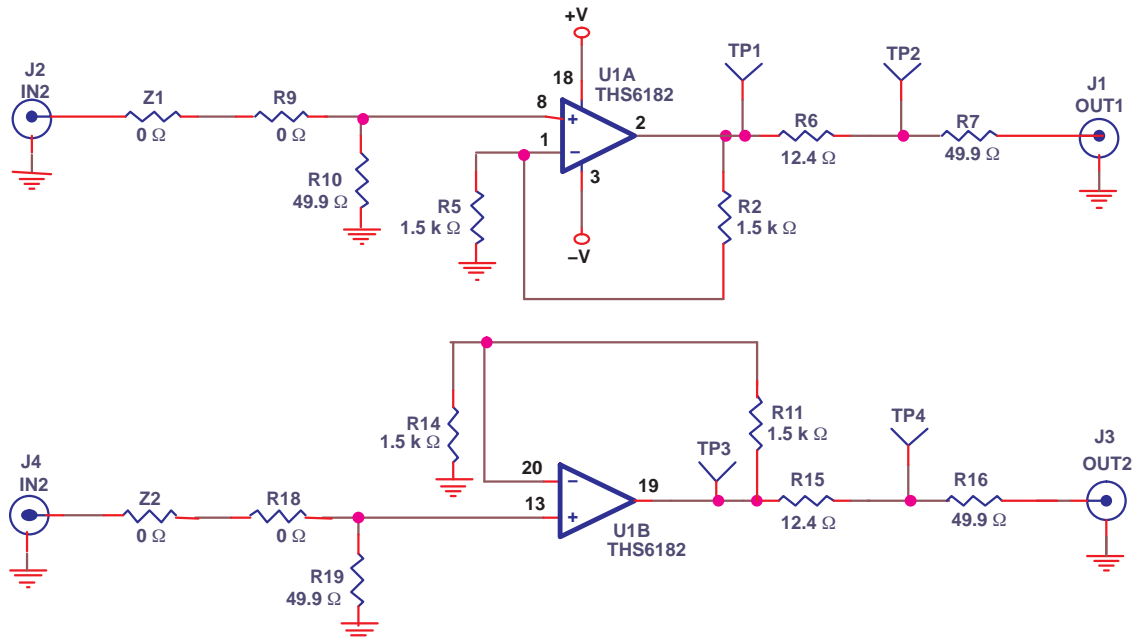 +V
J2
IN2
Z1
0 Ω
R9
0 Ω
R10
49.9 Ω
18
U1A
THS6182
8
+
1
−
2
3
−V
R5
1.5 k Ω
R2
1.5 k Ω
TP1
R6
12.4 Ω
TP2
R7
49.9 Ω
J1
OUT1
J4
IN2
Z2
0 Ω
R18
0 Ω
R19
49.9 Ω
R14
1.5 k Ω
20
−
13
+
19
U1B
THS6182
TP3
R11
1.5 k Ω
R15
12.4 Ω
TP4
R16
49.9 Ω
J3
OUT2